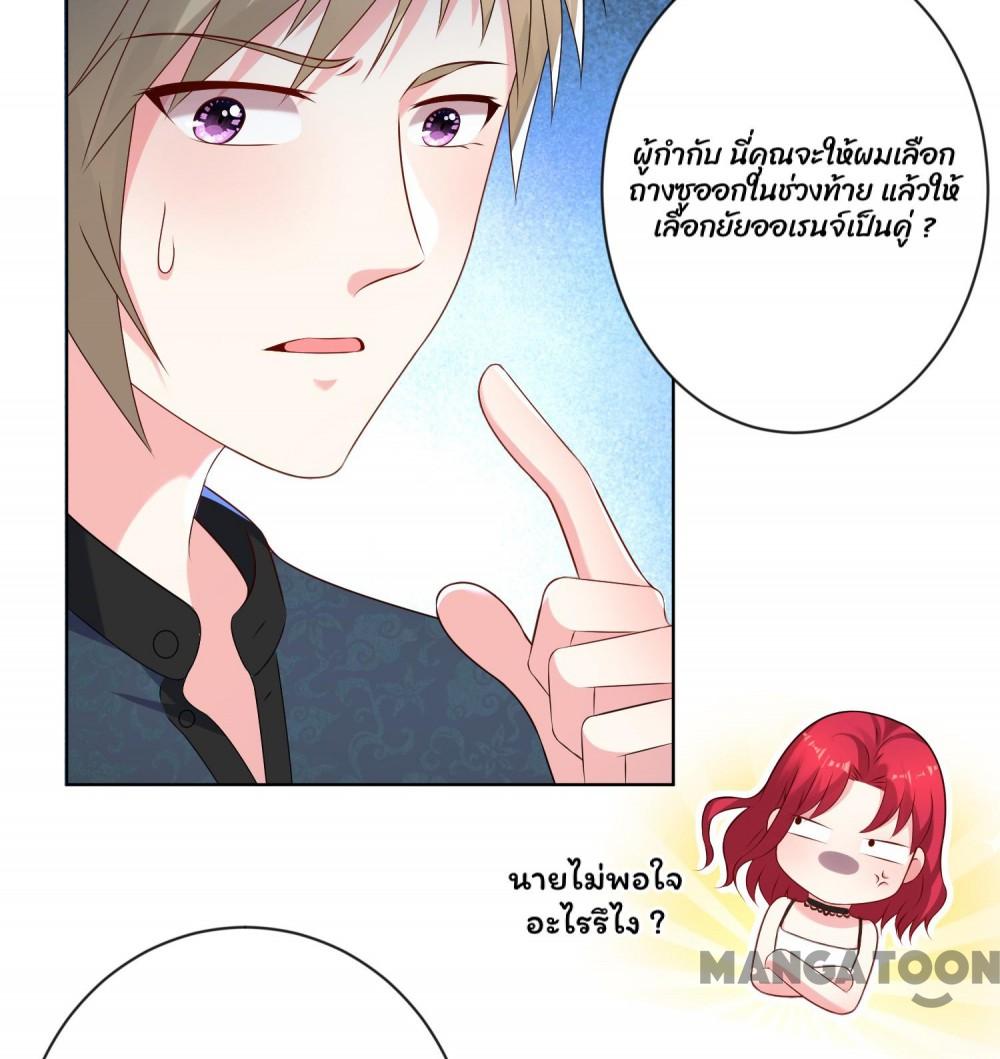 ผู้กำกับ นี่คุณจะให้ผมเลือก
ถางซูออกในช่วงท้าย แล้วให้
เลือกยัยออเรนจ์เป็นคู่ ?
นายไม่พอใจ
อะไรรึไง ?
MANGATOON